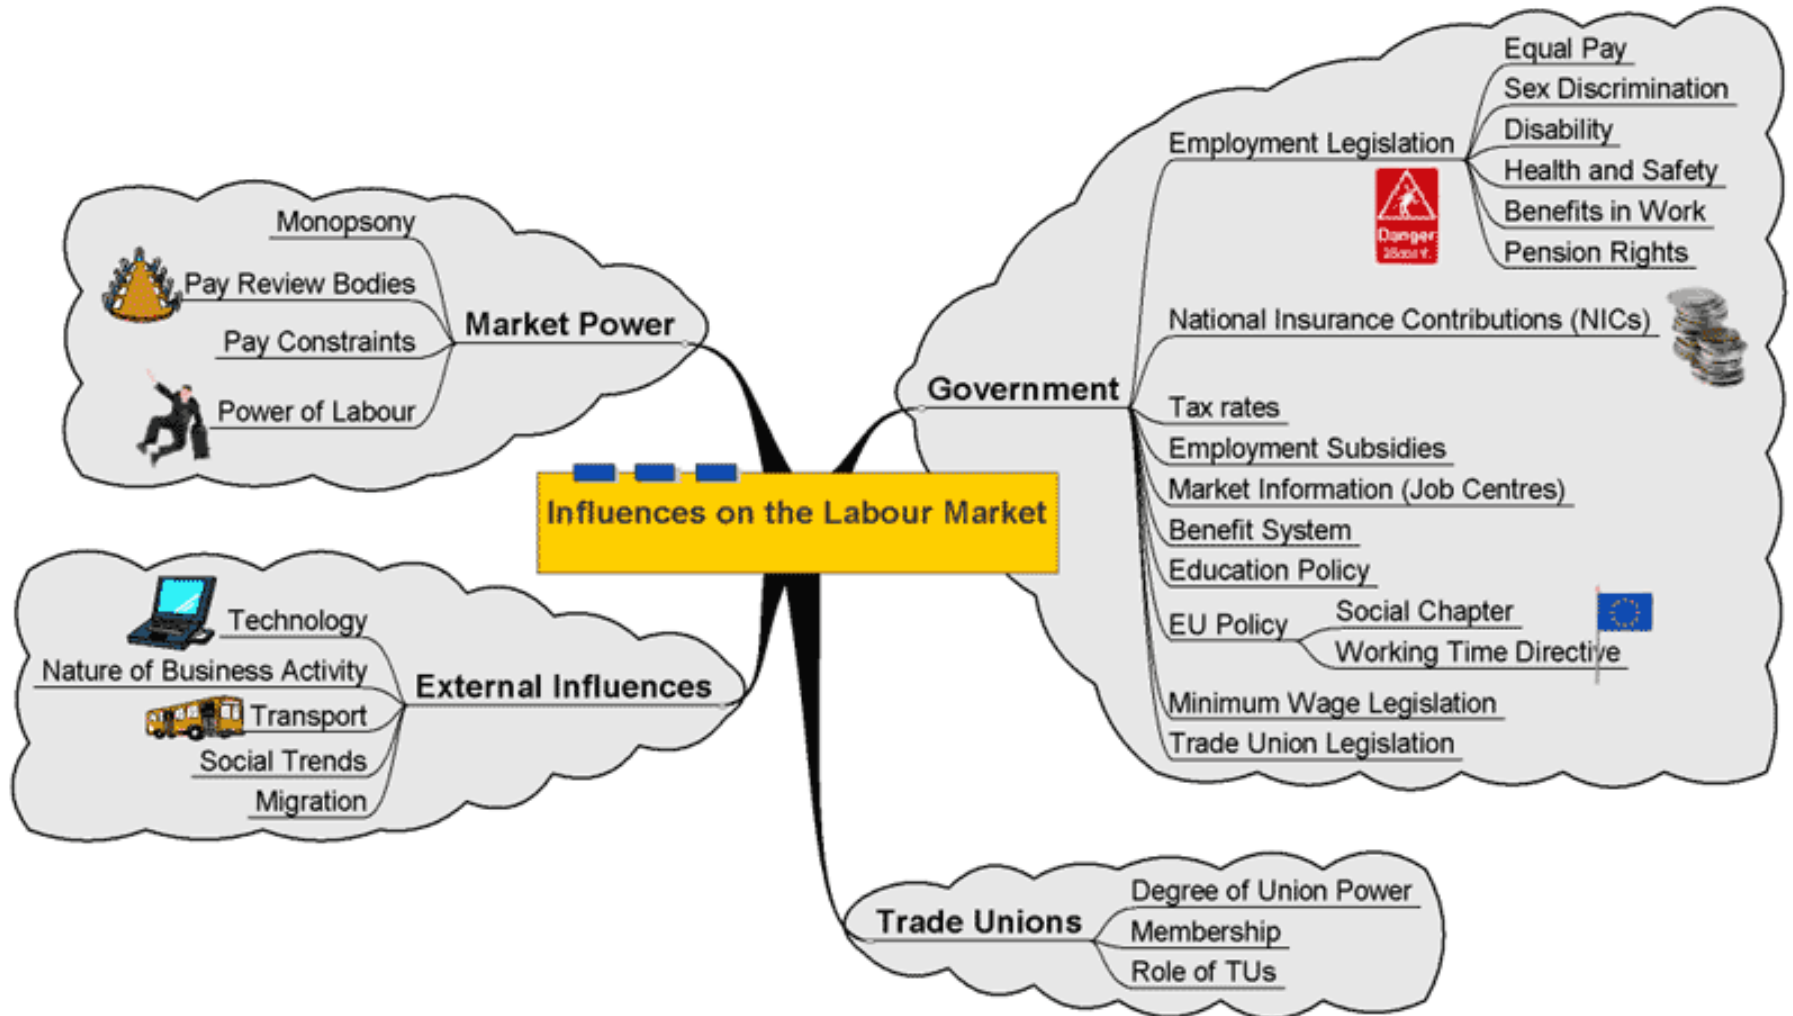 Influences on the Labour Market
Market Power
Monopsony
Pay Review Bodies
Pay Constraints
Power of Labour
Government
Employment Legislation
Equal Pay
Sex Discrimination
Disability
Health and Safety
Benefits in Work
Pension Rights
Danger
National Insurance Contributions (NICs)
Tax rates
Employment Subsidies
Market Information (Job Centres)
Benefit System
Education Policy
EU Policy
Social Chapter
Working Time Directive
Minimum Wage Legislation
Trade Union Legislation
External Influences
Technology
Nature of Business Activity
Transport
Social Trends
Migration
Trade Unions
Degree of Union Power
Membership
Role of TUs